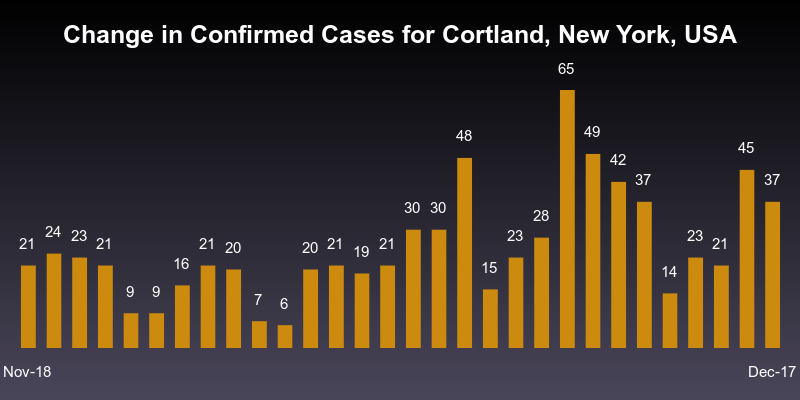 Change in Confirmed Cases for Cortland, New York, USA
21 24 23 21 9 9 16 21 20 7 6 20 21 19 21 30 30 48 15 23 28 65 49 42 37 14 23 21 45 37
Nov-18 Dec-17